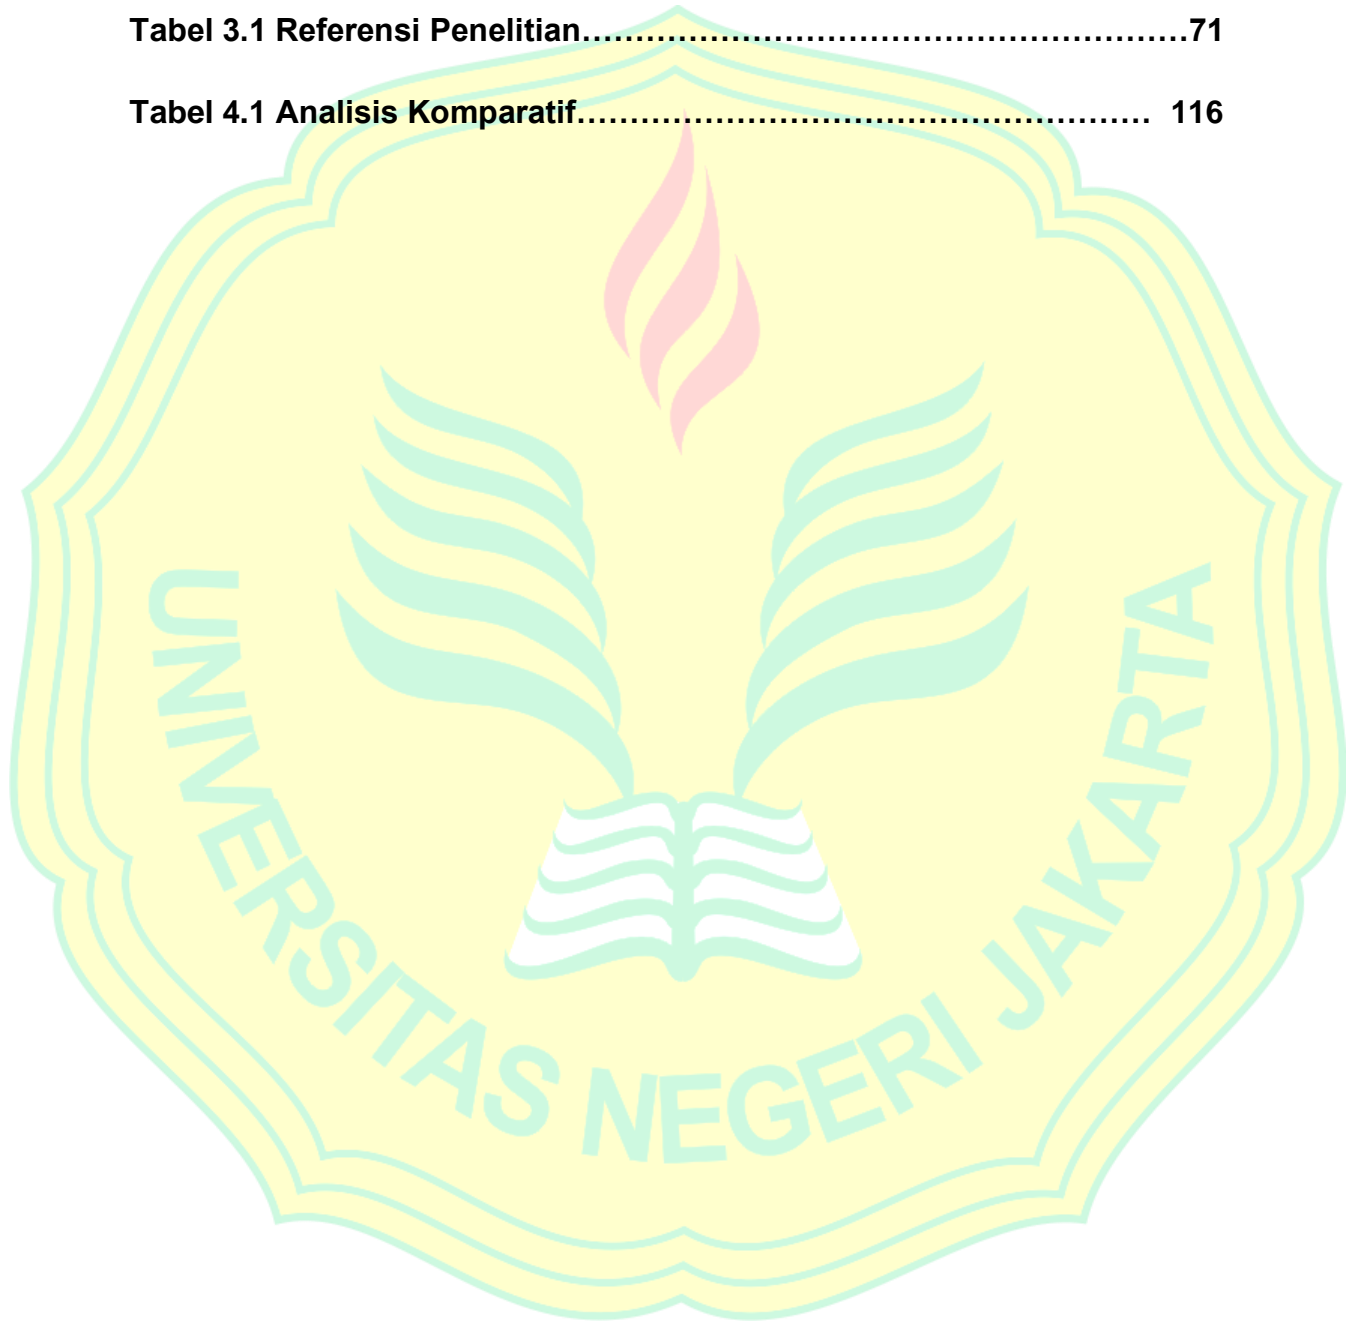 Tabel 3.1 Referensi Penelitian……………………………………………………71
Tabel 4.1 Analisis Komparatif……………………………………………… 116
UNIVERSITAS NEGERI JAKARTA